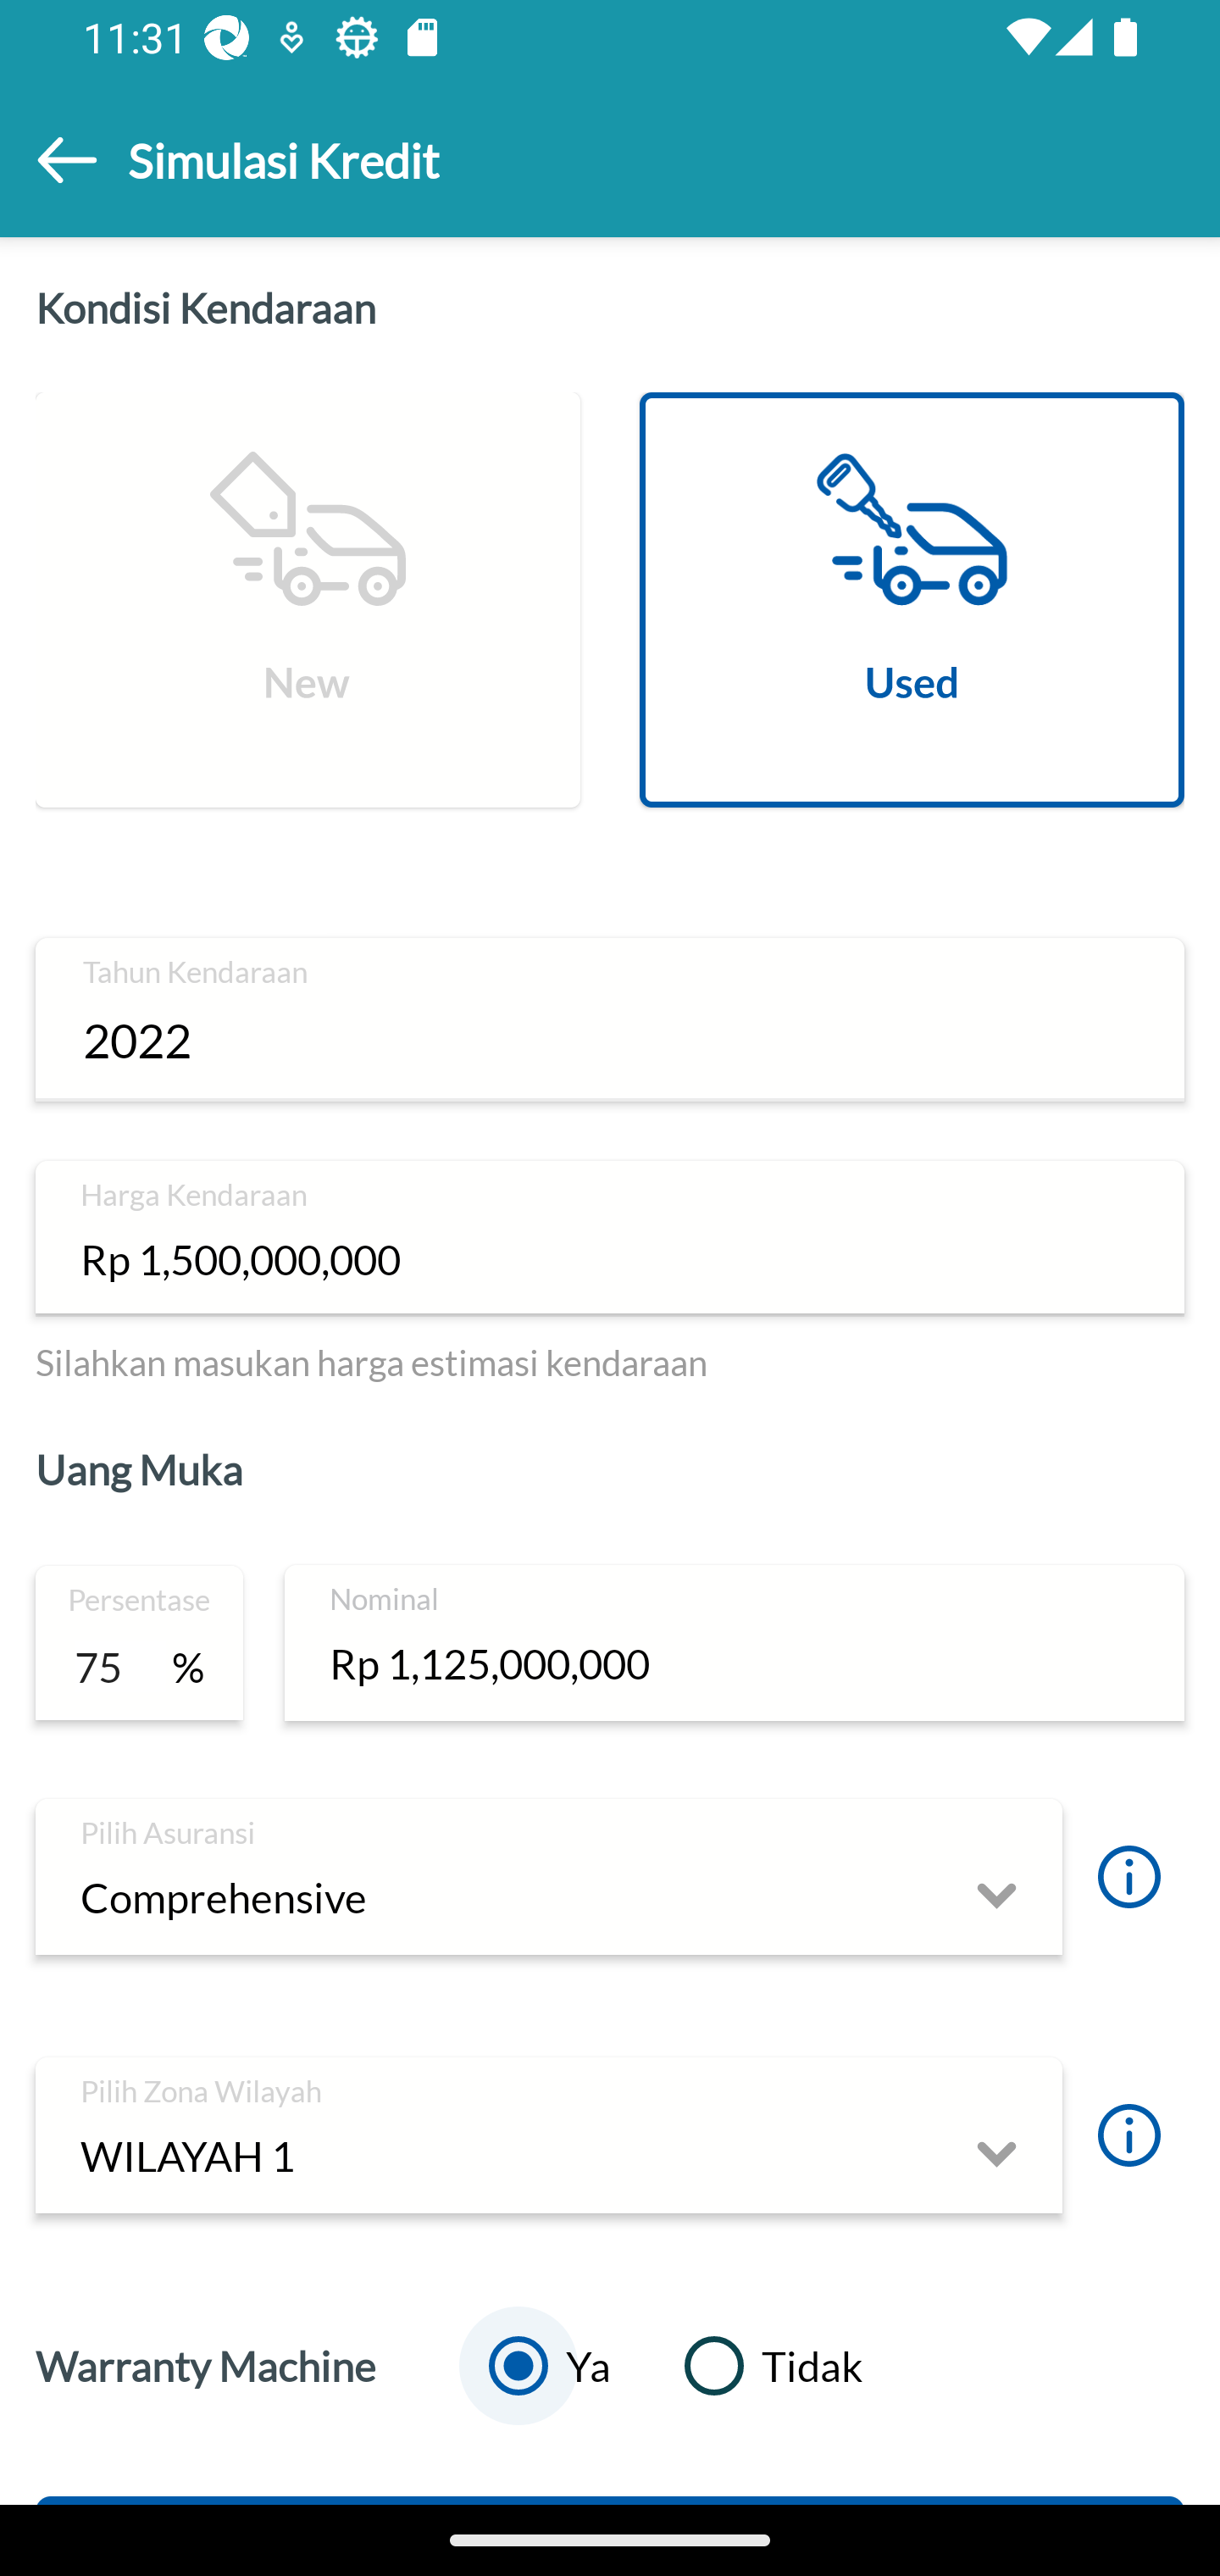 11:31
Simulasi Kredit
Kondisi Kendaraan
New
Used
Tahun Kendaraan
2022
Harga Kendaraan
Rp 1,500,000,000
Silahkan masukan harga estimasi kendaraan
Uang Muka
Persentase
75 %
Nominal
Rp 1,125,000,000
Pilih Asuransi
Comprehensive
Pilih Zona Wilayah
WILAYAH 1
Warranty Machine
Ya
Tidak